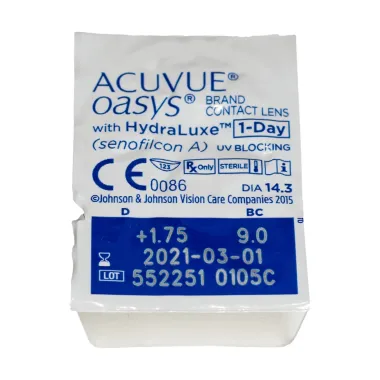 ACUVUE®
oasys® BRAND CONTACT LENS
with HydraLuxe™ 1-Day
(senofilcon A) UV BLOCKING
CE 0086 123 Rx Only STERILE DIA 14.3
©Johnson & Johnson Vision Care Companies 2015
D BC
+1.75 9.0
2021-03-01
LOT 552251 0105C